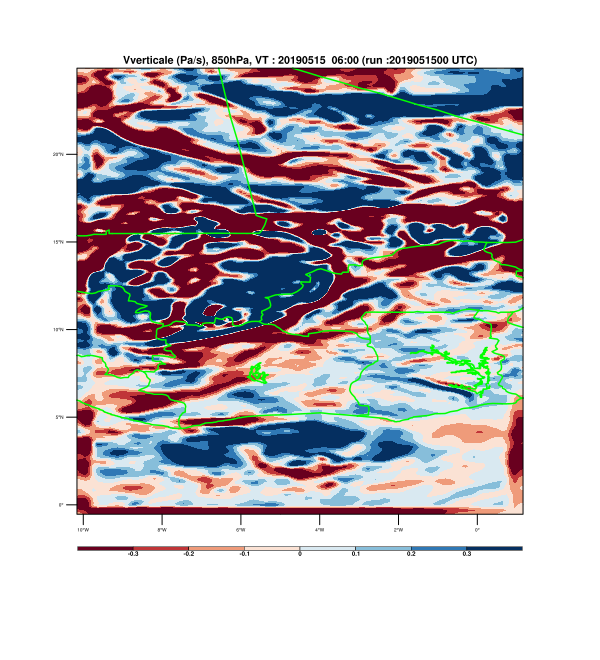 Vverticale (Pa/s), 850hPa, VT : 20190515  06:00 (run :2019051500 UTC)
20°N
15°N
10°N
5°N
0°
10°W 8°W 6°W 4°W 2°W 0°
-0.3 -0.2 -0.1 0 0.1 0.2 0.3